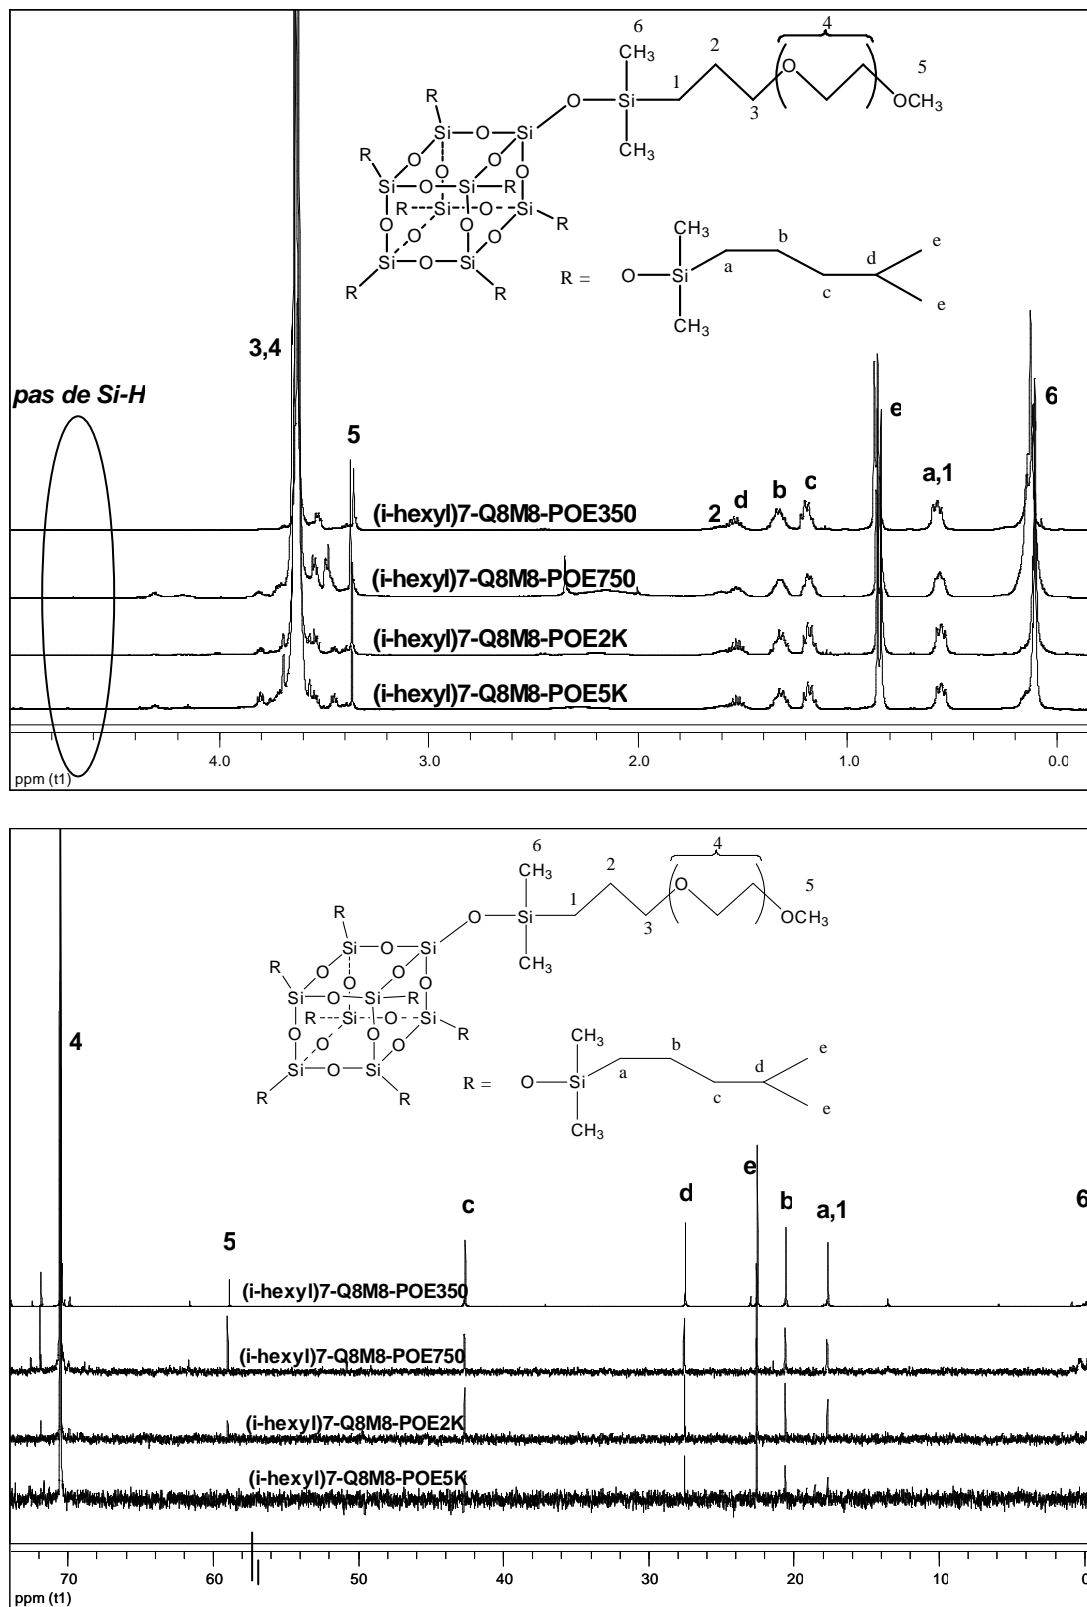 6
CH3
2
4
1
O
5
O
Si
3
OCH3
R
CH3
Si
O
Si
R
O
O
O
O
Si
O
Si
R
R
Si
O
Si
O
O
O
R
Si
O
Si
R
R
CH3
b
e
R =
O
Si
a
d
c
e
CH3
3,4
pas de Si-H
6
e
5
a,1
c
b
d
2
(i-hexyl)7-Q8M8-POE350
(i-hexyl)7-Q8M8-POE750
(i-hexyl)7-Q8M8-POE2K
(i-hexyl)7-Q8M8-POE5K
4.0 3.0 2.0 1.0 0.0
ppm (t1)
6
4
CH3
2
1
O
5
O
Si
3
OCH3
R
CH3
Si
O
Si
R
O
O
O
O
Si
O
Si
R
R
Si
O
Si
O
O
O
R
Si
O
Si
R
R
CH3
b
e
R =
O
Si
a
d
c
e
CH3
4
e
d
b
6
c
a,1
5
(i-hexyl)7-Q8M8-POE350
(i-hexyl)7-Q8M8-POE750
(i-hexyl)7-Q8M8-POE2K
(i-hexyl)7-Q8M8-POE5K
70 60 50 40 30 20 10 0
ppm (t1)